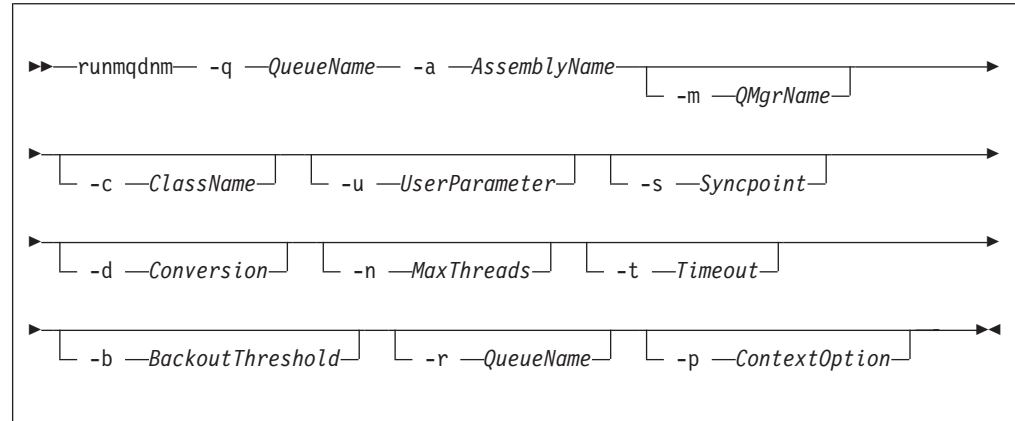 runmqdnm -q QueueName -a AssemblyName
-m QMgrName
-c ClassName -u UserParameter -s Syncpoint
-d Conversion -n MaxThreads -t Timeout
-b BackoutThreshold -r QueueName -p ContextOption